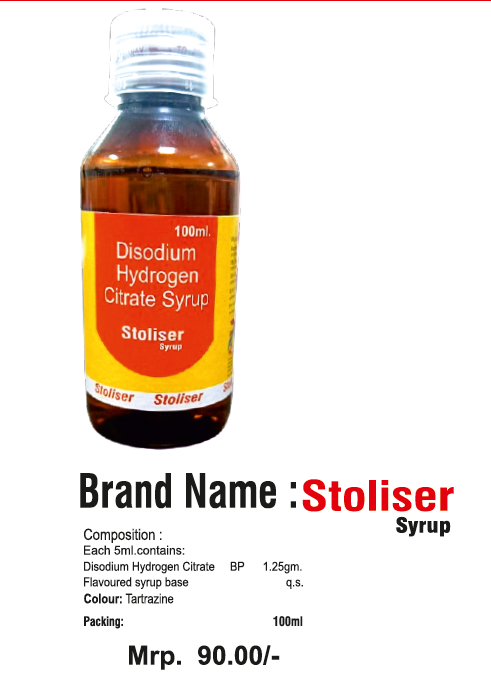 100ml.
Disodium
Hydrogen
Citrate Syrup
Stoliser
Syrup
Stoliser Stoliser
Brand Name : Stoliser
Syrup
Composition :
Each 5ml.contains:
Disodium Hydrogen Citrate BP 1.25gm.
Flavoured syrup base q.s.
Colour: Tartrazine
Packing: 100ml
Mrp. 90.00/-